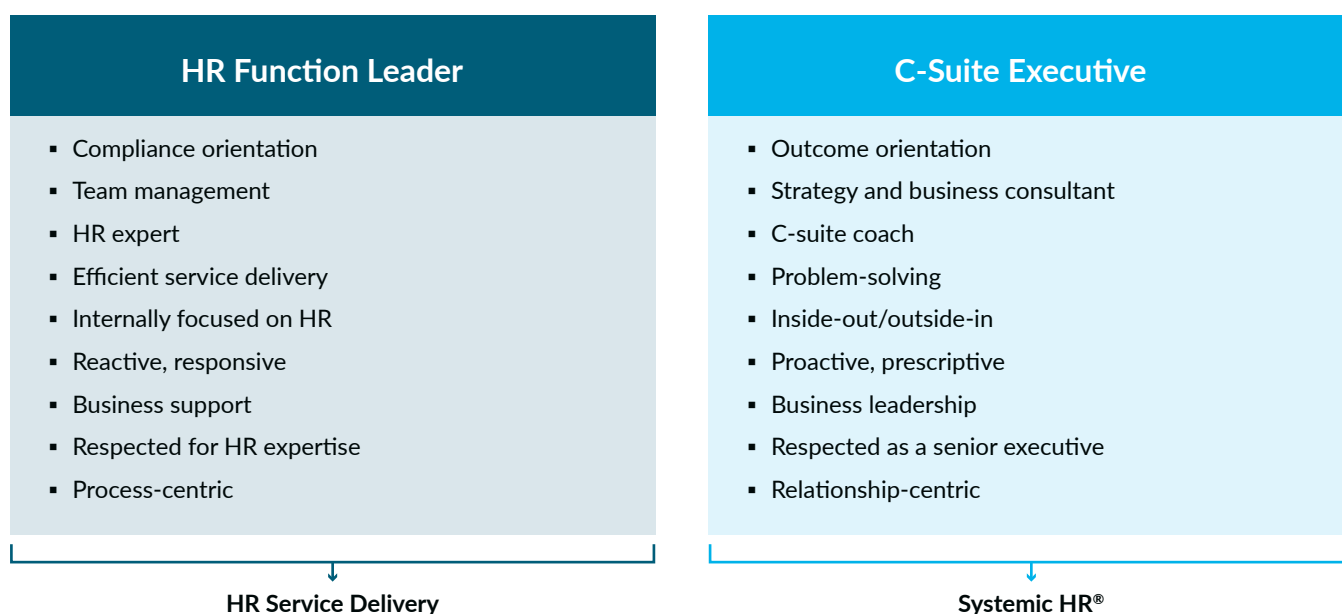 HR Function Leader
▪ Compliance orientation
▪ Team management
▪ HR expert
▪ Efficient service delivery
▪ Internally focused on HR
▪ Reactive, responsive
▪ Business support
▪ Respected for HR expertise
▪ Process-centric
HR Service Delivery
C-Suite Executive
▪ Outcome orientation
▪ Strategy and business consultant
▪ C-suite coach
▪ Problem-solving
▪ Inside-out/outside-in
▪ Proactive, prescriptive
▪ Business leadership
▪ Respected as a senior executive
▪ Relationship-centric
Systemic HR®